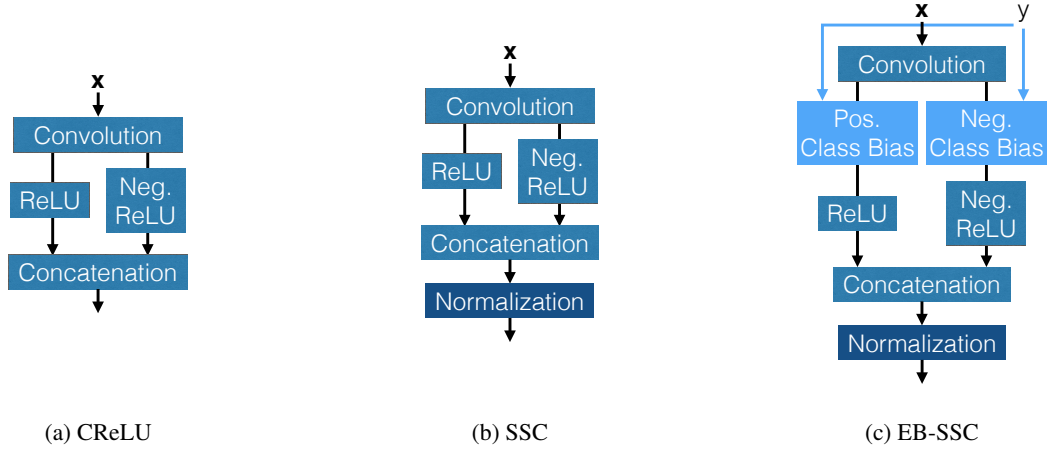 x
Convolution
ReLU
Neg.
ReLU
Concatenation
(a) CReLU
x
Convolution
ReLU
Neg.
ReLU
Concatenation
Normalization
(b) SSC
x
y
Convolution
Pos.
Class Bias
Neg.
Class Bias
ReLU
Neg.
ReLU
Concatenation
Normalization
(c) EB-SSC